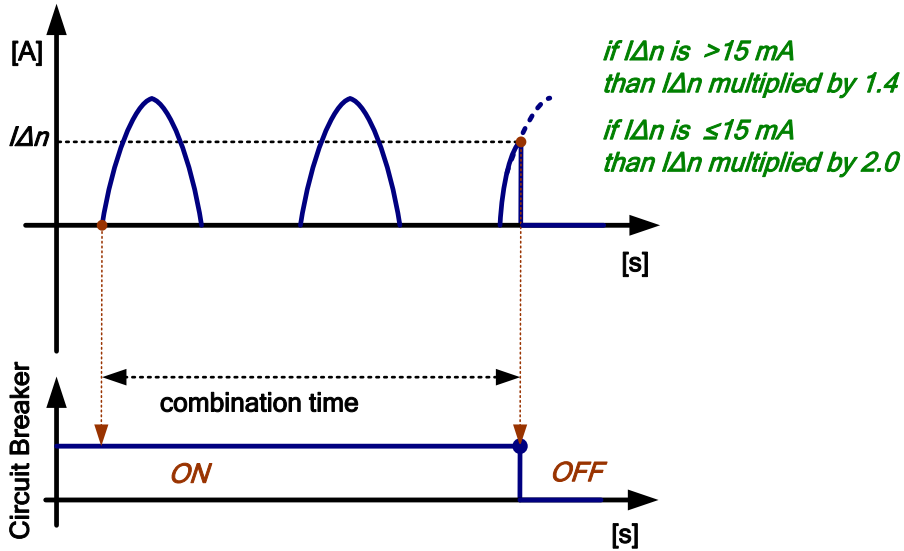 [A]
if IΔn is >15 mA
than IΔn multiplied by 1.4
IΔn
if IΔn is ≤15 mA
than IΔn multiplied by 2.0
[s]
combination time
Circuit Breaker
ON
OFF
[s]